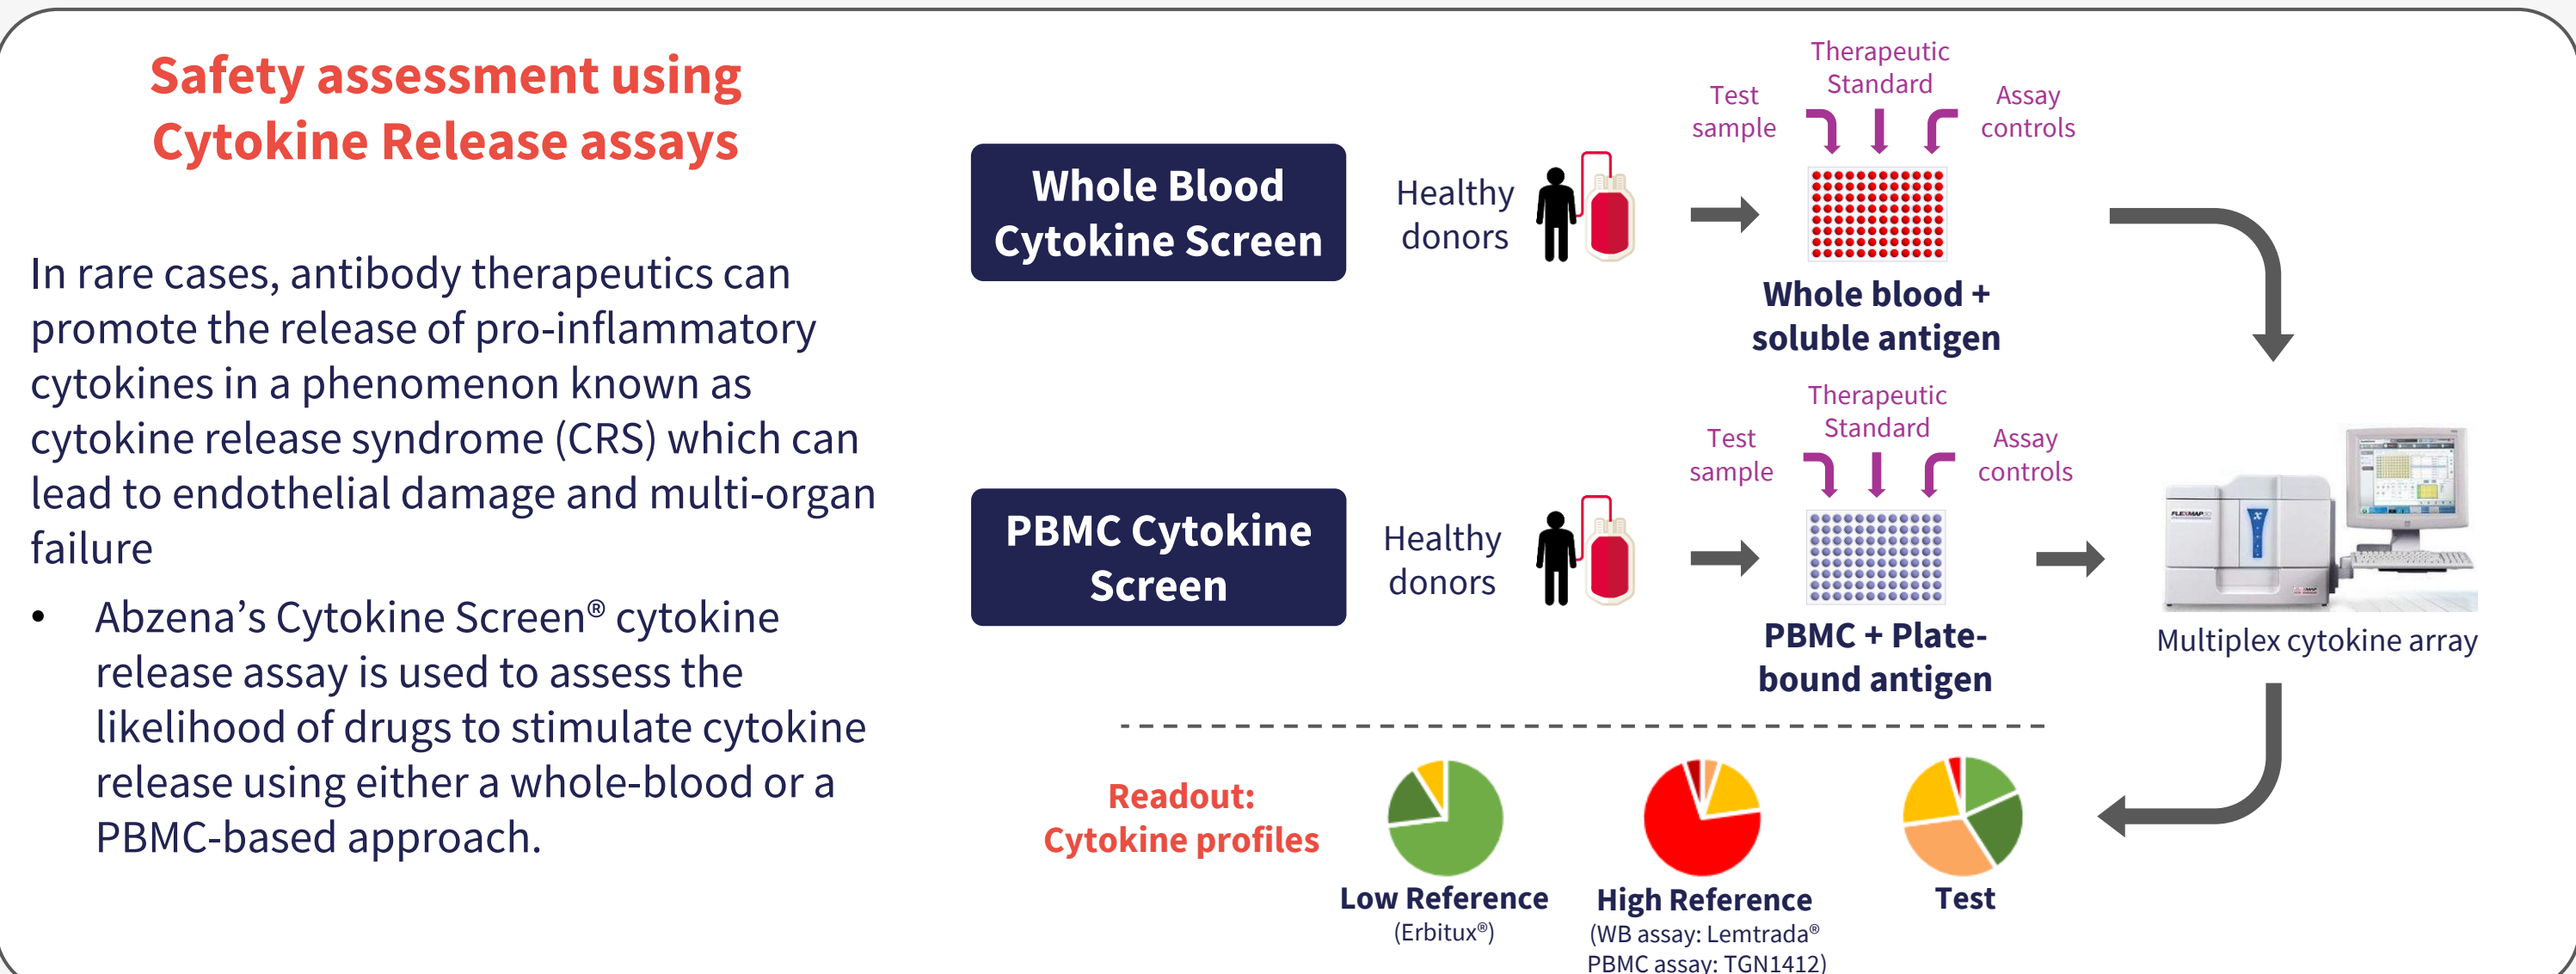 Safety assessment using
Cytokine Release assays
In rare cases, antibody therapeutics can
promote the release of pro-inflammatory
cytokines in a phenomenon known as
cytokine release syndrome (CRS) which can
lead to endothelial damage and multi-organ
failure
• Abzena’s Cytokine Screen® cytokine
release assay is used to assess the
likelihood of drugs to stimulate cytokine
release using either a whole-blood or a
PBMC-based approach.
Whole Blood
Cytokine Screen
Healthy
donors
Test
sample
Therapeutic
Standard
Assay
controls
Whole blood +
soluble antigen
PBMC Cytokine
Screen
Healthy
donors
Test
sample
Therapeutic
Standard
Assay
controls
PBMC + Plate-
bound antigen
FLEXMAP 3D
Multiplex cytokine array
Readout:
Cytokine profiles
Low Reference
(Erbitux®)
High Reference
(WB assay: Lemtrada®
PBMC assay: TGN1412)
Test